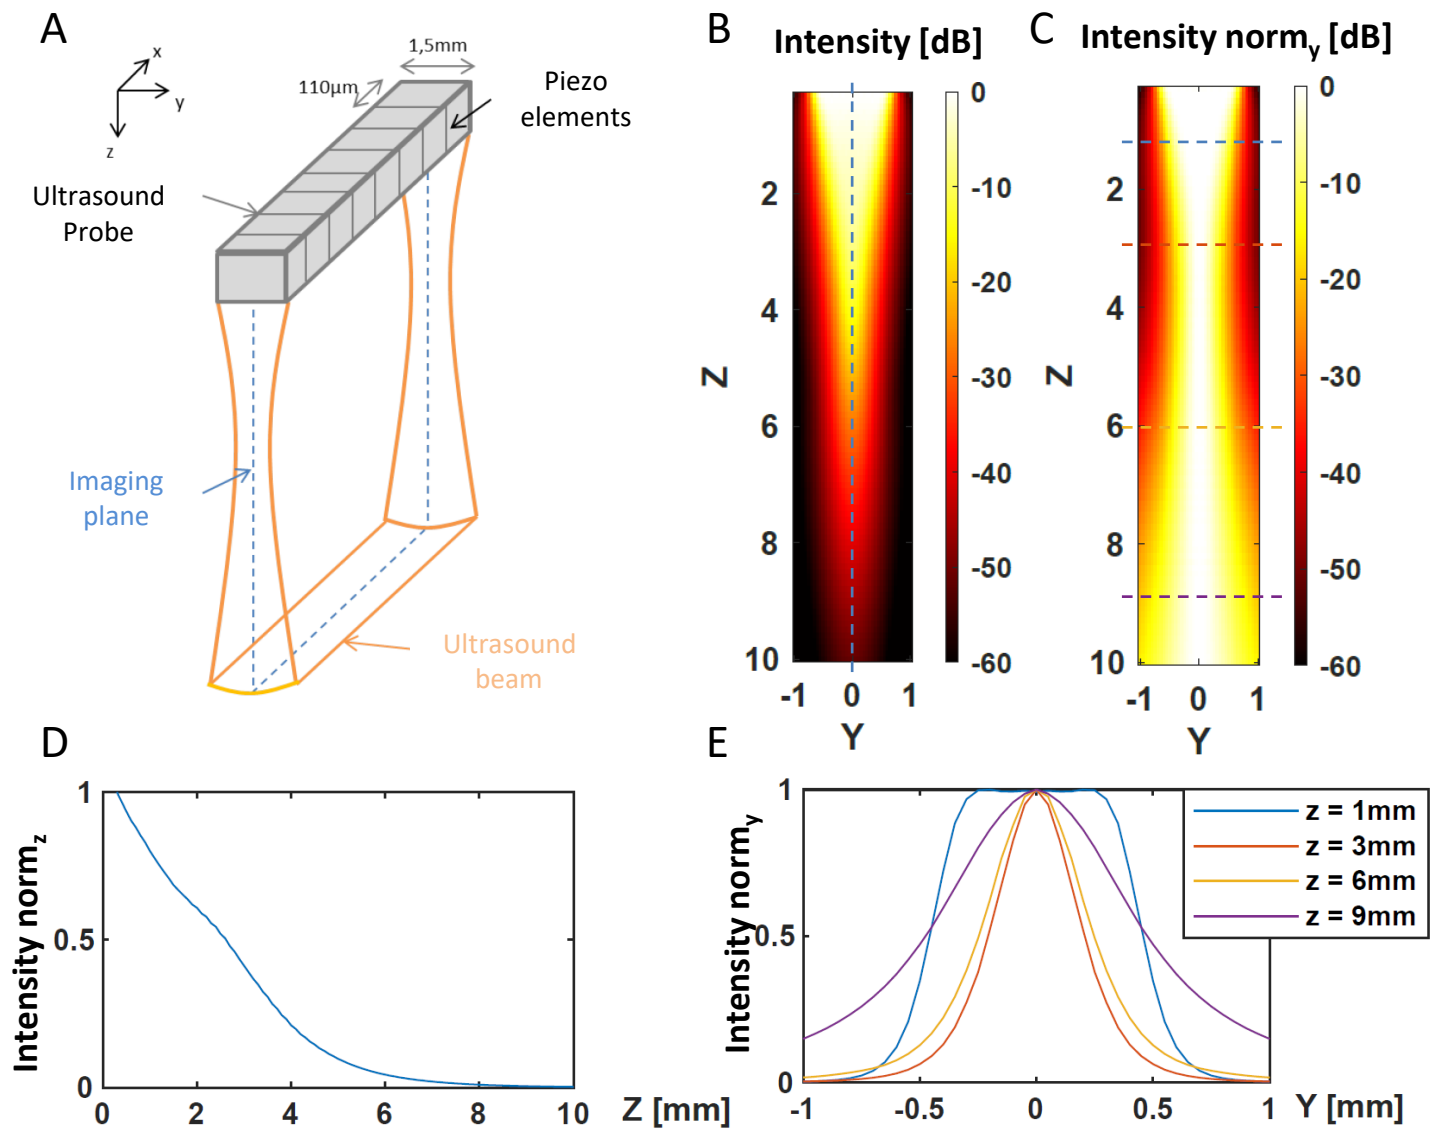 A
x
y
z
1,5mm
110μm
Piezo
elements
Ultrasound
Probe
Imaging
plane
Ultrasound
beam
B
Intensity [dB]
0
-10
-20
-30
-40
-50
-60
2
4
6
8
10
Z
-1
0
1
Y
C
Intensity normy [dB]
0
-10
-20
-30
-40
-50
-60
2
4
6
8
10
Z
-1
0
1
Y
D
Intensity normz
1
0.5
0
0
2
4
6
8
10
Z [mm]
E
Intensity normy
1
0.5
0
-1
-0.5
0
0.5
1
Y [mm]
z = 1mm
z = 3mm
z = 6mm
z = 9mm